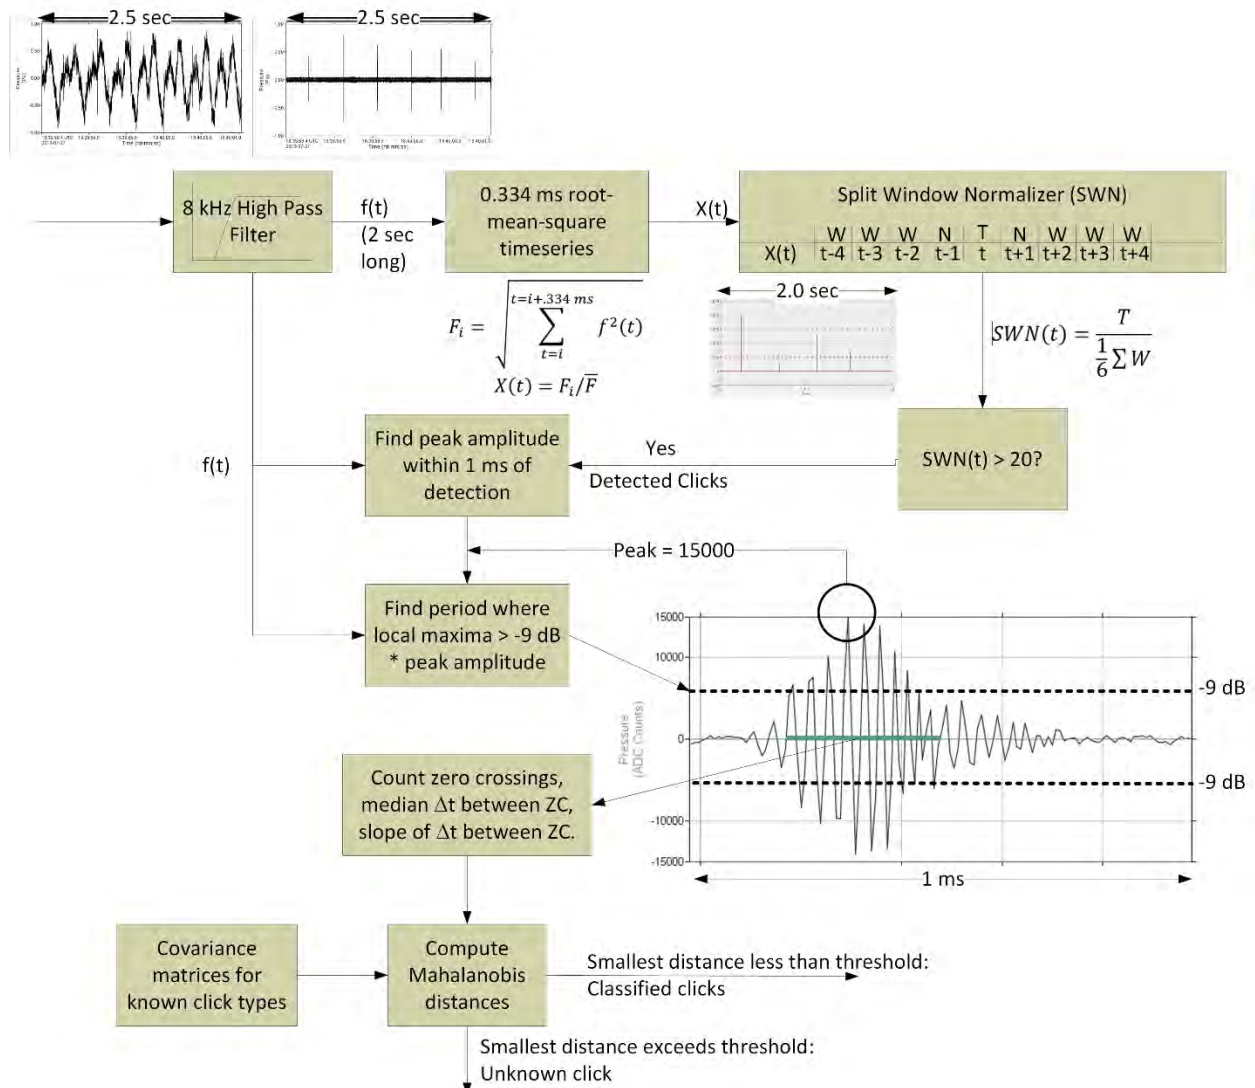 2.5 sec
2.5 sec
8 kHz High Pass
Filter
f(t)
(2 sec
long)
0.334 ms root-
mean-square
timeseries
X(t)
Split Window Normalizer (SWN)
W W W N T N W W W
X(t) t-4 t-3 t-2 t-1 t t+1 t+2 t+3 t+4
t=i+.334 ms
F_i = √ ∑ f²(t)
t=i
X(t) = F_i/F̅
2.0 sec
SWN(t) = T / (1/6 ∑ W)
f(t)
Find peak amplitude
within 1 ms of
detection
Yes
Detected Clicks
SWN(t) > 20?
Peak = 15000
Find period where
local maxima > -9 dB
* peak amplitude
15000
10000
5000
0
-5000
-10000
-15000
Pressure
(ADC Counts)
-9 dB
-9 dB
1 ms
Count zero crossings,
median Δt between ZC,
slope of Δt between ZC.
Covariance
matrices for
known click types
Compute
Mahalanobis
distances
Smallest distance less than threshold:
Classified clicks
Smallest distance exceeds threshold:
Unknown click